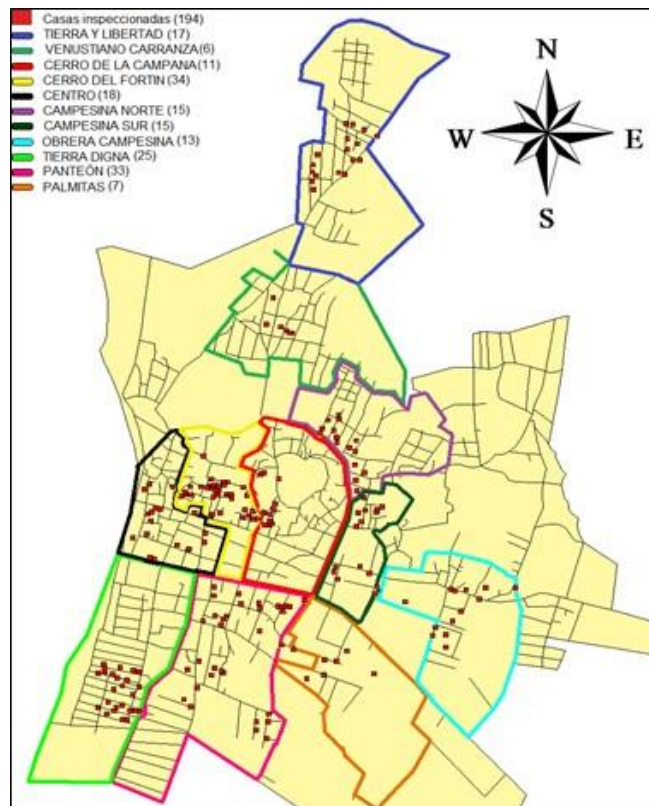 Casas inspeccionadas (194)
TIERRA Y LIBERTAD (17)
VENUSTIANO CARRANZA(6)
CERRO DE LA CAMPANA(11)
CERRO DEL FORTIN (34)
CENTRO (18)
CAMPESINA NORTE (15)
CAMPESINA SUR (15)
OBRERA CAMPESINA (13)
TIERRA DIGNA (25)
PANTEÓN (33)
PALMITAS (7)
N
W E
S